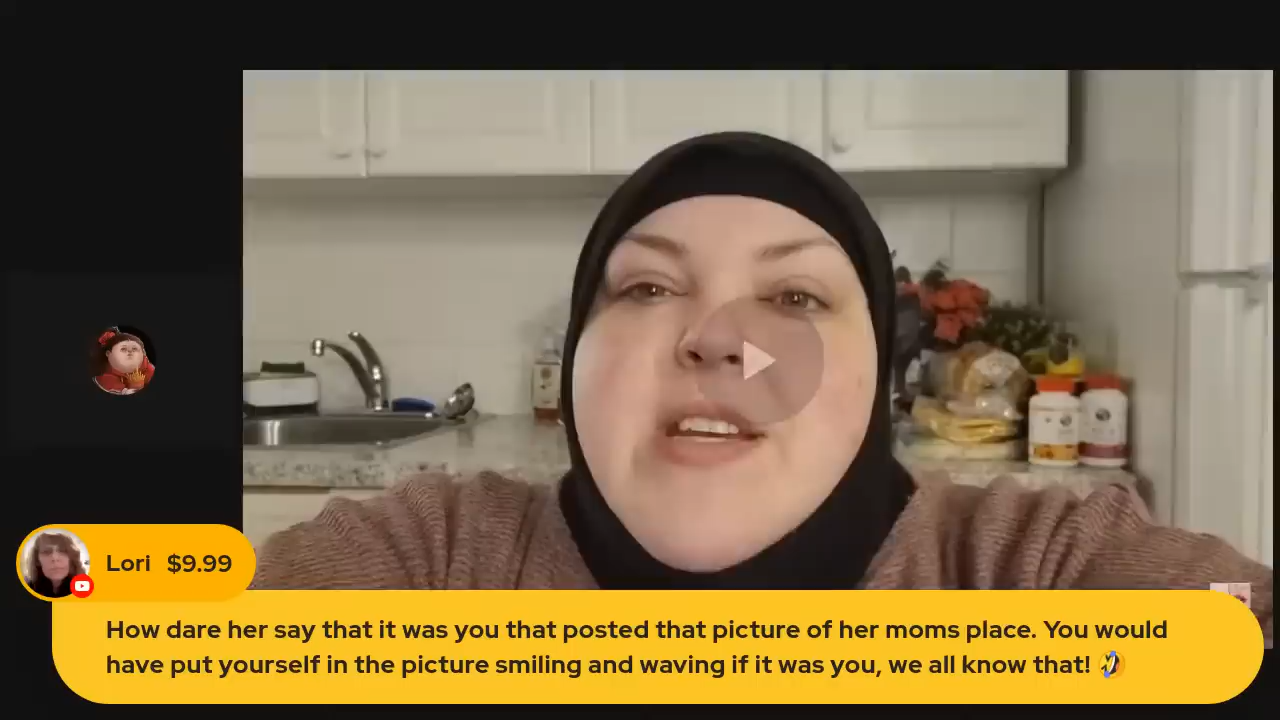 Lori $9.99
How dare her say that it was you that posted that picture of her moms place. You would
have put yourself in the picture smiling and waving if it was you, we all know that! 🤣